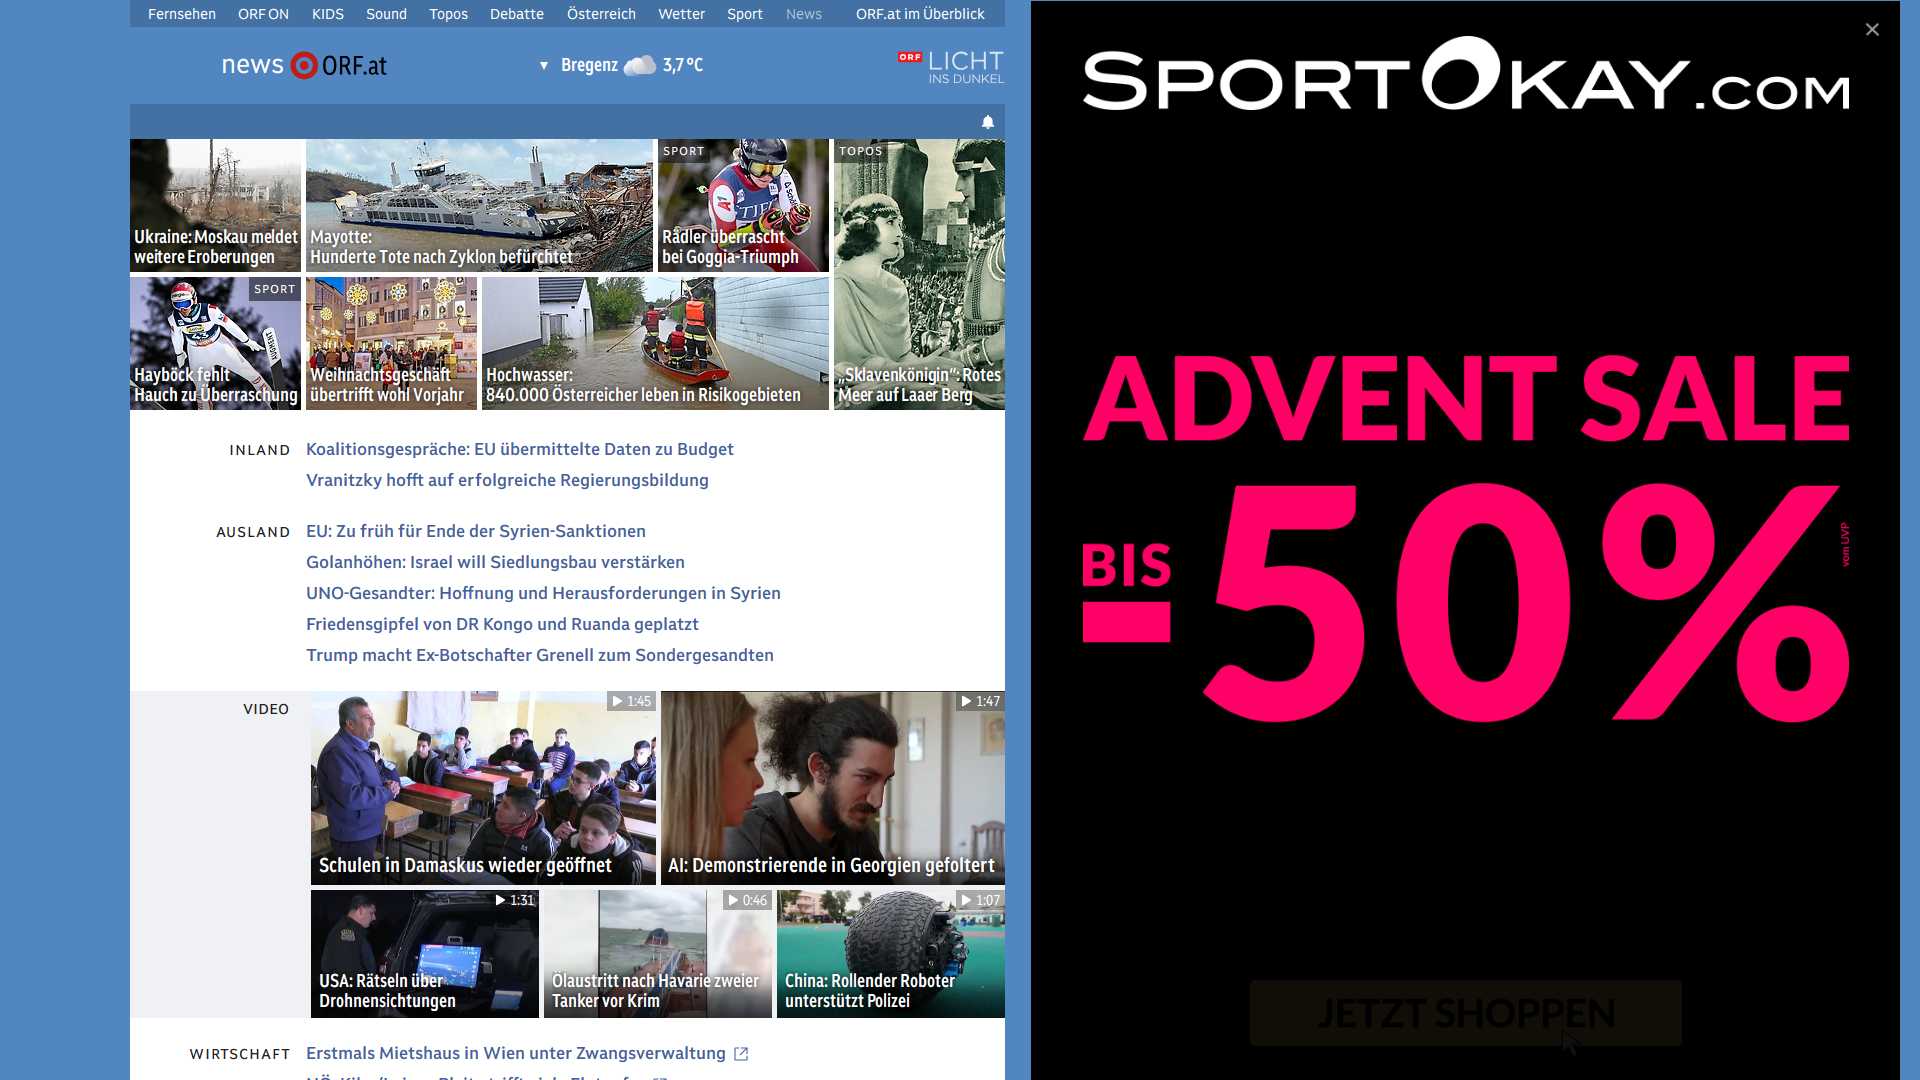 Fernsehen ORF ON KIDS Sound Topos Debatte Österreich Wetter Sport News ORF.at im Überblick
news ORF.at
Bregenz 3,7 °C
ORF LICHT
INS DUNKEL
Ukraine: Moskau meldet
weitere Eroberungen
Mayotte:
Hunderte Tote nach Zyklon befürchtet
SPORT
Rädler überrascht
bei Goggia-Triumph
TOPOS
„Sklavenkönigin“: Rotes
Meer auf Laaer Berg
SPORT
Hayböck fehlt
Hauch zu Überraschung
Weihnachtsgeschäft
übertrifft wohl Vorjahr
Hochwasser:
840.000 Österreicher leben in Risikogebieten
INLAND
Koalitionsgespräche: EU übermittelte Daten zu Budget
Vranitzky hofft auf erfolgreiche Regierungsbildung
AUSLAND
EU: Zu früh für Ende der Syrien-Sanktionen
Golanhöhen: Israel will Siedlungsbau verstärken
UNO-Gesandter: Hoffnung und Herausforderungen in Syrien
Friedensgipfel von DR Kongo und Ruanda geplatzt
Trump macht Ex-Botschafter Grenell zum Sondergesandten
VIDEO
1:45
Schulen in Damaskus wieder geöffnet
1:47
AI: Demonstrierende in Georgien gefoltert
1:31
USA: Rätseln über
Drohnensichtungen
0:46
Ölaustritt nach Havarie zweier
Tanker vor Krim
1:07
China: Rollender Roboter
unterstützt Polizei
WIRTSCHAFT
Erstmals Mietshaus in Wien unter Zwangsverwaltung
SPORTOKAY.COM
ADVENT SALE
BIS
-50%
vom UVP
JETZT SHOPPEN